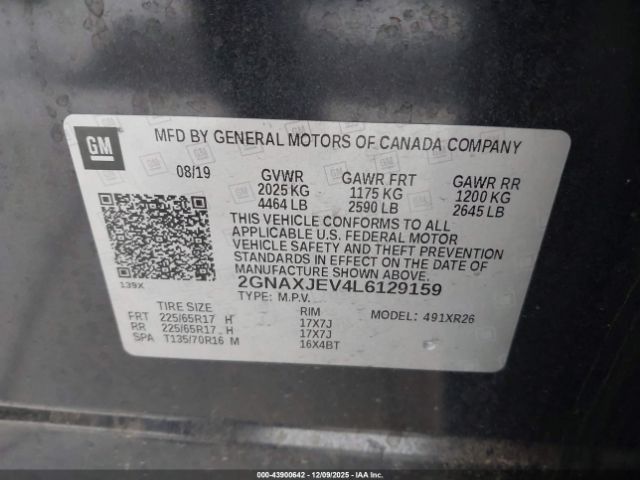 GM
MFD BY GENERAL MOTORS OF CANADA COMPANY
08/19 GVWR GAWR FRT GAWR RR
2025 KG 1175 KG 1200 KG
4464 LB 2590 LB 2645 LB
THIS VEHICLE CONFORMS TO ALL
APPLICABLE U.S. FEDERAL MOTOR
VEHICLE SAFETY AND THEFT PREVENTION
STANDARDS IN EFFECT ON THE DATE OF
MANUFACTURE SHOWN ABOVE.
139X 2GNAXJEV4L6129159
TYPE: M.P.V.
TIRE SIZE RIM MODEL: 491XR26
FRT 225/65R17 H 17X7J
RR 225/65R17 H 17X7J
SPA T135/70R16 M 16X4BT
000-43900642 - 12/09/2025 - IAAI.COM